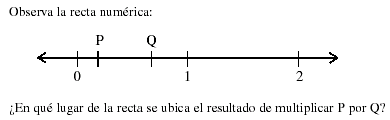 Observa la recta numérica:
P Q
0 1 2
¿En qué lugar de la recta se ubica el resultado de multiplicar P por Q?